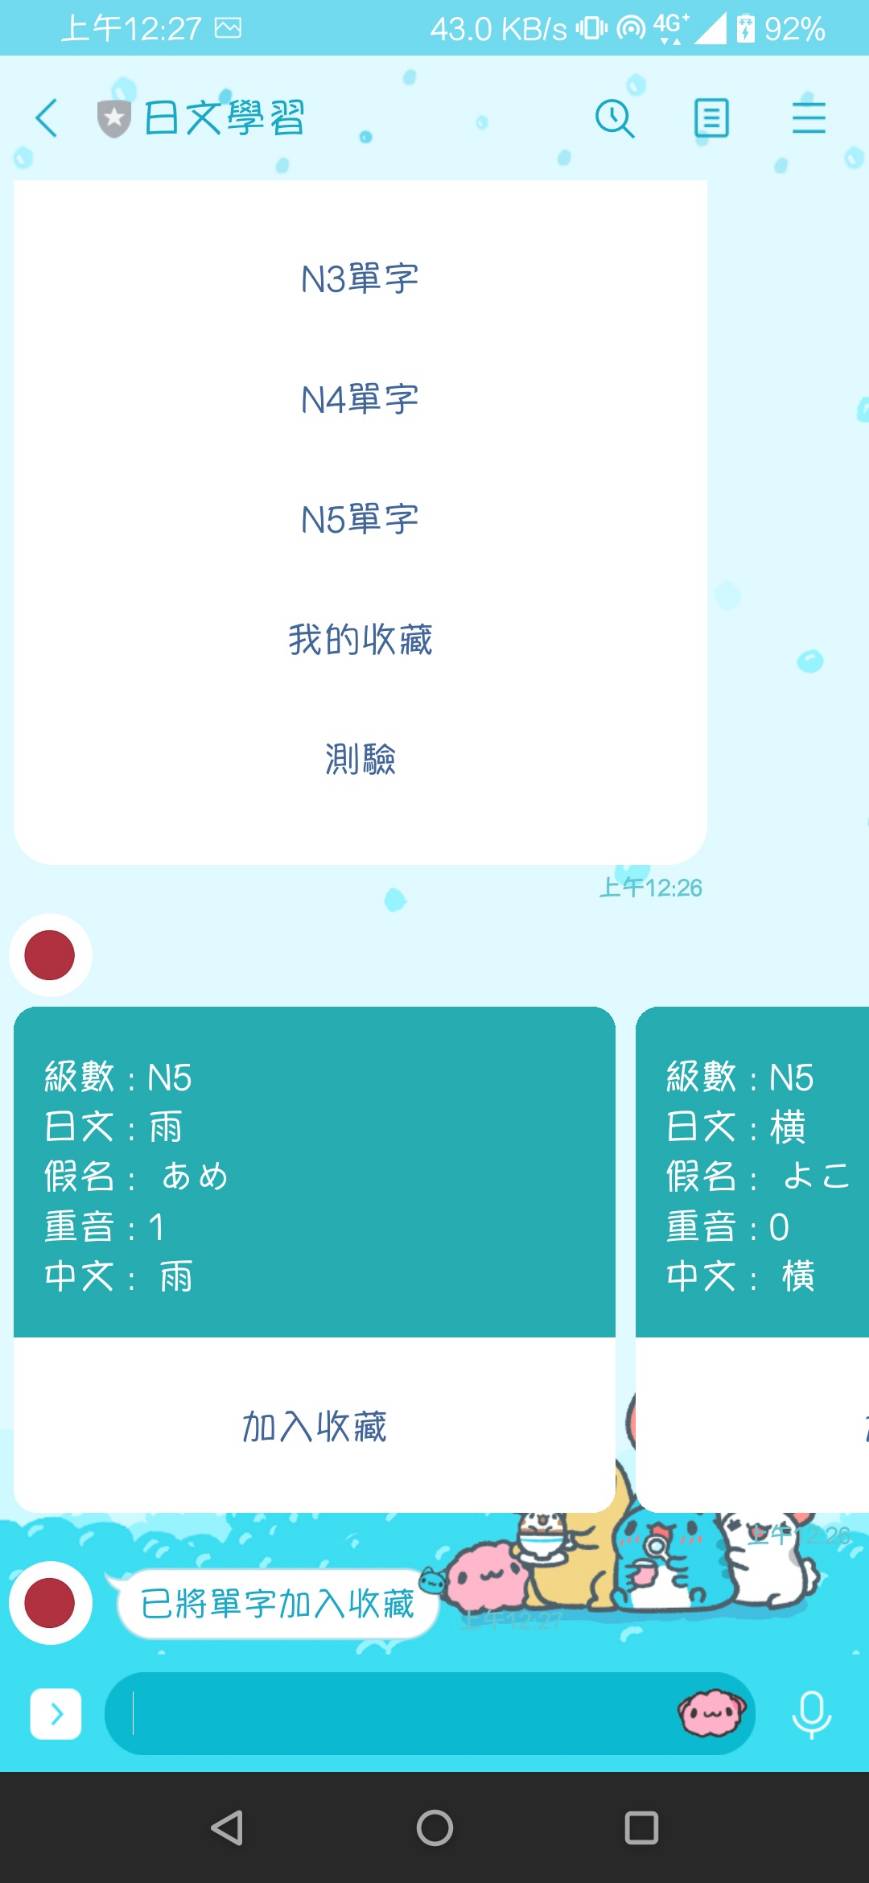 上午12:27
43.0 KB/s 4G+ 92%
日文學習
N3單字
N4單字
N5單字
我的收藏
測驗
上午12:26
級數 : N5
日文 : 雨
假名 : あめ
重音 : 1
中文 : 雨
加入收藏
級數 : N5
日文 : 横
假名 : よこ
重音 : 0
中文 : 橫
上午12:26
已將單字加入收藏
上午12:27